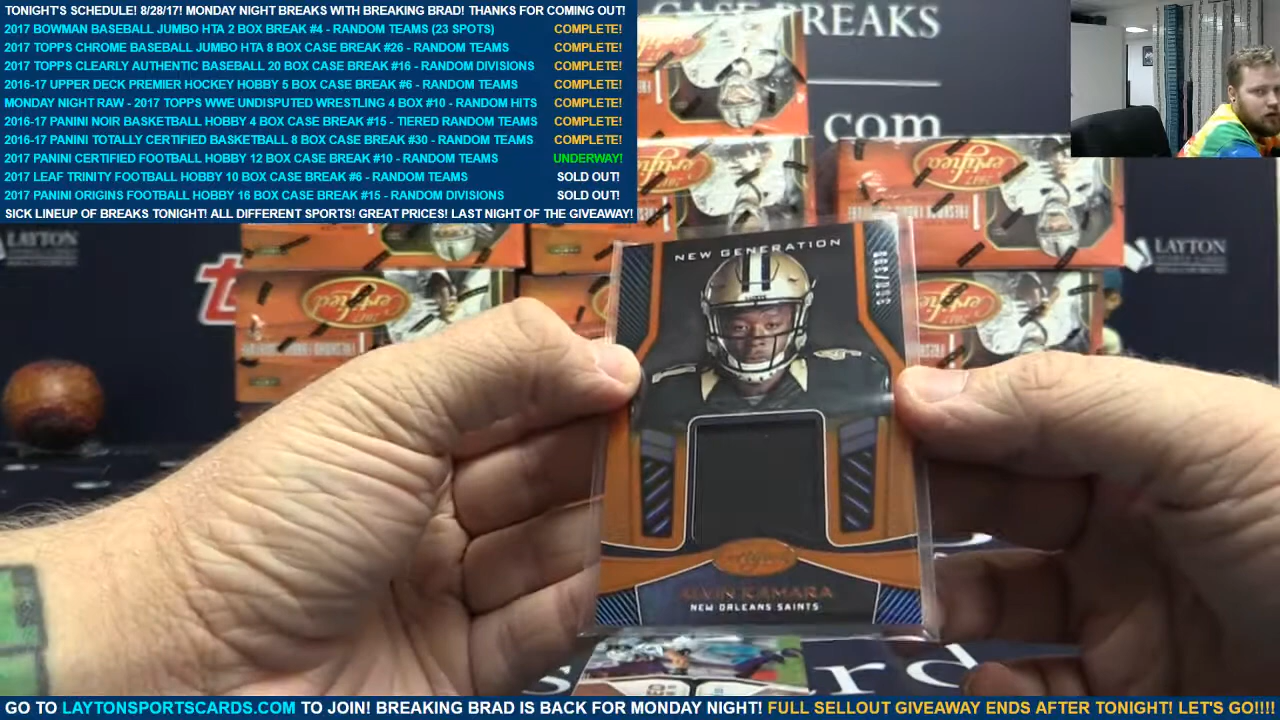 TONIGHT'S SCHEDULE! 8/28/17! MONDAY NIGHT BREAKS WITH BREAKING BRAD! THANKS FOR COMING OUT!
2017 BOWMAN BASEBALL JUMBO HTA 2 BOX BREAK #4 - RANDOM TEAMS (23 SPOTS) COMPLETE!
2017 TOPPS CHROME BASEBALL JUMBO HTA 8 BOX CASE BREAK #26 - RANDOM TEAMS COMPLETE!
2017 TOPPS CLEARLY AUTHENTIC BASEBALL 20 BOX CASE BREAK #16 - RANDOM DIVISIONS COMPLETE!
2016-17 UPPER DECK PREMIER HOCKEY HOBBY 5 BOX CASE BREAK #6 - RANDOM TEAMS COMPLETE!
MONDAY NIGHT RAW - 2017 TOPPS WWE UNDISPUTED WRESTLING 4 BOX #10 - RANDOM HITS COMPLETE!
2016-17 PANINI NOIR BASKETBALL HOBBY 4 BOX CASE BREAK #15 - TIERED RANDOM TEAMS COMPLETE!
2016-17 PANINI TOTALLY CERTIFIED BASKETBALL 8 BOX CASE BREAK #30 - RANDOM TEAMS COMPLETE!
2017 PANINI CERTIFIED FOOTBALL HOBBY 12 BOX CASE BREAK #10 - RANDOM TEAMS UNDERWAY!
2017 LEAF TRINITY FOOTBALL HOBBY 10 BOX CASE BREAK #6 - RANDOM TEAMS SOLD OUT!
2017 PANINI ORIGINS FOOTBALL HOBBY 16 BOX CASE BREAK #15 - RANDOM DIVISIONS SOLD OUT!
SICK LINEUP OF BREAKS TONIGHT! ALL DIFFERENT SPORTS! GREAT PRICES! LAST NIGHT OF THE GIVEAWAY!
CASE BREAKS
com
Certified
Certified
LAYTON
LAYTON
Certified
NEW GENERATION
Certified
ALVIN KAMARA
NEW ORLEANS SAINTS
GO TO LAYTONSPORTSCARDS.COM TO JOIN! BREAKING BRAD IS BACK FOR MONDAY NIGHT! FULL SELLOUT GIVEAWAY ENDS AFTER TONIGHT! LET'S GO!!!!